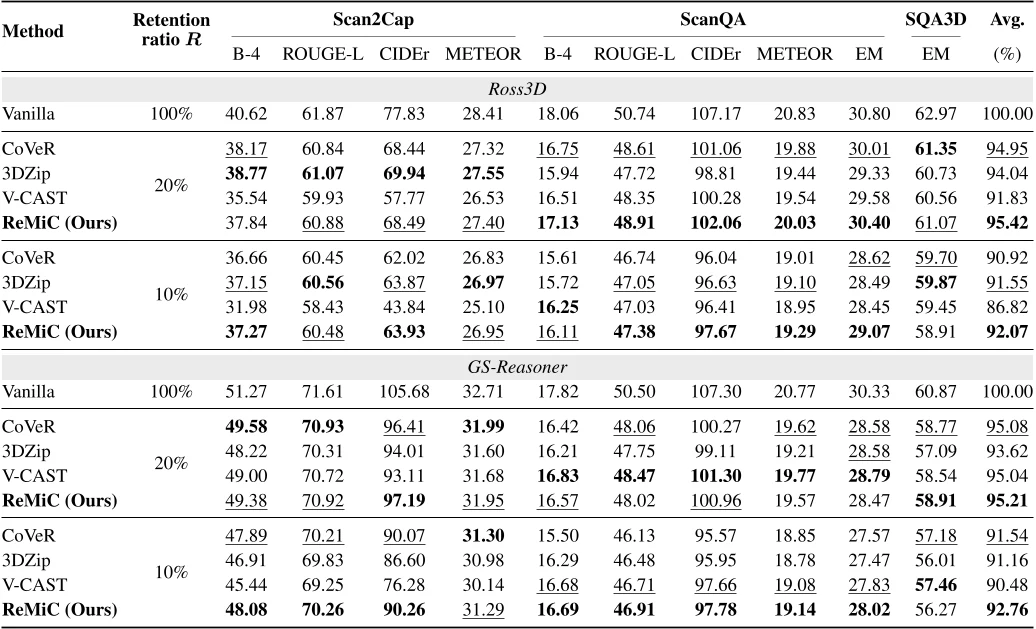 Method Retention ratio R Scan2Cap ScanQA SQA3D Avg.
B-4 ROUGE-L CIDEr METEOR B-4 ROUGE-L CIDEr METEOR EM EM (%)
Ross3D
Vanilla 100% 40.62 61.87 77.83 28.41 18.06 50.74 107.17 20.83 30.80 62.97 100.00
CoVeR 38.17 60.84 68.44 27.32 16.75 48.61 101.06 19.88 30.01 61.35 94.95
3DZip 38.77 61.07 69.94 27.55 15.94 47.72 98.81 19.44 29.33 60.73 94.04
20%
V-CAST 35.54 59.93 57.77 26.53 16.51 48.35 100.28 19.54 29.58 60.56 91.83
ReMiC (Ours) 37.84 60.88 68.49 27.40 17.13 48.91 102.06 20.03 30.40 61.07 95.42
CoVeR 36.66 60.45 62.02 26.83 15.61 46.74 96.04 19.01 28.62 59.70 90.92
3DZip 37.15 60.56 63.87 26.97 15.72 47.05 96.63 19.10 28.49 59.87 91.55
10%
V-CAST 31.98 58.43 43.84 25.10 16.25 47.03 96.41 18.95 28.45 59.45 86.82
ReMiC (Ours) 37.27 60.48 63.93 26.95 16.11 47.38 97.67 19.29 29.07 58.91 92.07
GS-Reasoner
Vanilla 100% 51.27 71.61 105.68 32.71 17.82 50.50 107.30 20.77 30.33 60.87 100.00
CoVeR 49.58 70.93 96.41 31.99 16.42 48.06 100.27 19.62 28.58 58.77 95.08
3DZip 48.22 70.31 94.01 31.60 16.21 47.75 99.11 19.21 28.58 57.09 93.62
20%
V-CAST 49.00 70.72 93.11 31.68 16.83 48.47 101.30 19.77 28.79 58.54 95.04
ReMiC (Ours) 49.38 70.92 97.19 31.95 16.57 48.02 100.96 19.57 28.47 58.91 95.21
CoVeR 47.89 70.21 90.07 31.30 15.50 46.13 95.57 18.85 27.57 57.18 91.54
3DZip 46.91 69.83 86.60 30.98 16.29 46.48 95.95 18.78 27.47 56.01 91.16
10%
V-CAST 45.44 69.25 76.28 30.14 16.68 46.71 97.66 19.08 27.83 57.46 90.48
ReMiC (Ours) 48.08 70.26 90.26 31.29 16.69 46.91 97.78 19.14 28.02 56.27 92.76